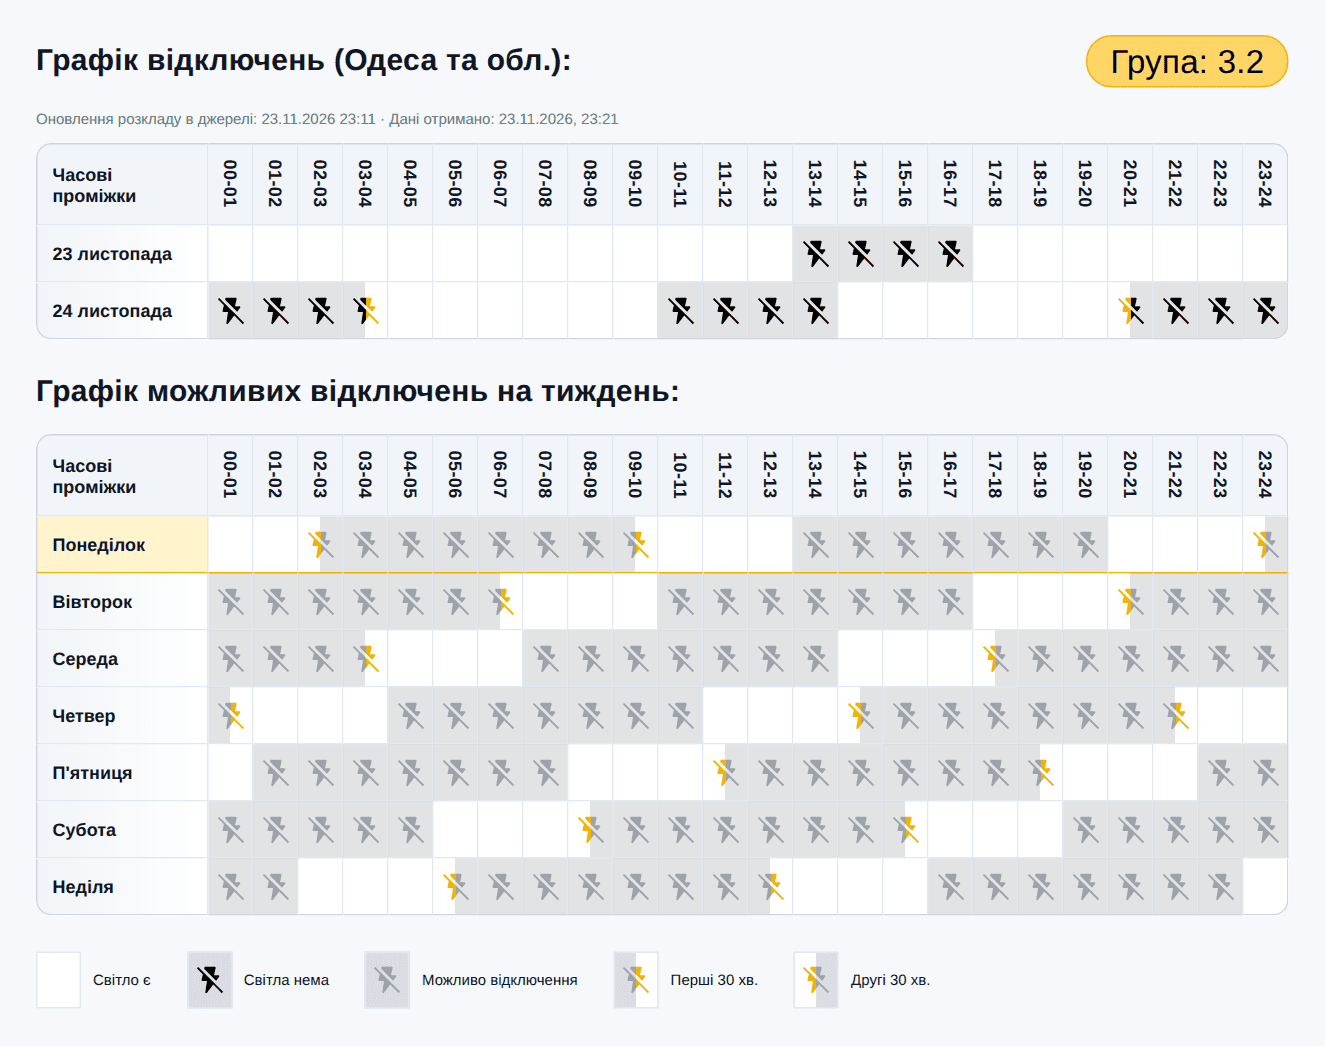 Графік відключень (Одеса та обл.):
Група: 3.2
Оновлення розкладу в джерелі: 23.11.2026 23:11 · Дані отримано: 23.11.2026, 23:21
Часові проміжки 00-01 01-02 02-03 03-04 04-05 05-06 06-07 07-08 08-09 09-10 10-11 11-12 12-13 13-14 14-15 15-16 16-17 17-18 18-19 19-20 20-21 21-22 22-23 23-24
23 листопада
24 листопада
Графік можливих відключень на тиждень:
Часові проміжки 00-01 01-02 02-03 03-04 04-05 05-06 06-07 07-08 08-09 09-10 10-11 11-12 12-13 13-14 14-15 15-16 16-17 17-18 18-19 19-20 20-21 21-22 22-23 23-24
Понеділок
Вівторок
Середа
Четвер
П'ятниця
Субота
Неділя
Світло є Світла нема Можливо відключення Перші 30 хв. Другі 30 хв.